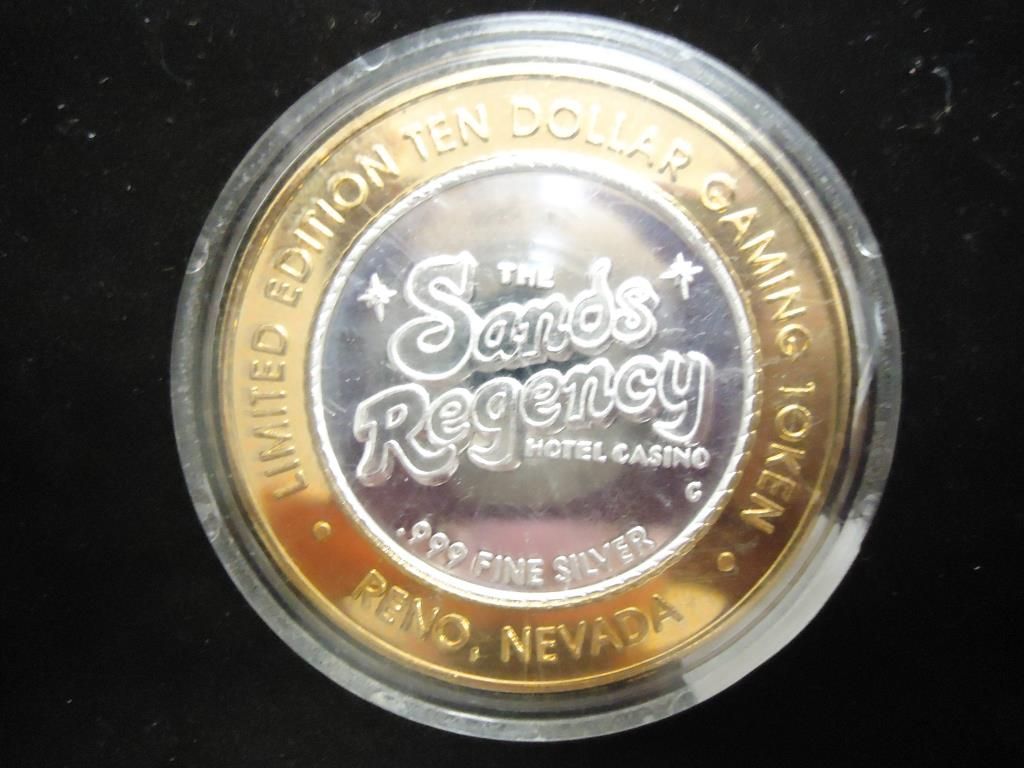 LIMITED EDITION TEN DOLLAR GAMING TOKEN
THE
Sands
Regency
HOTEL CASINO
G
.999 FINE SILVER
• RENO, NEVADA •